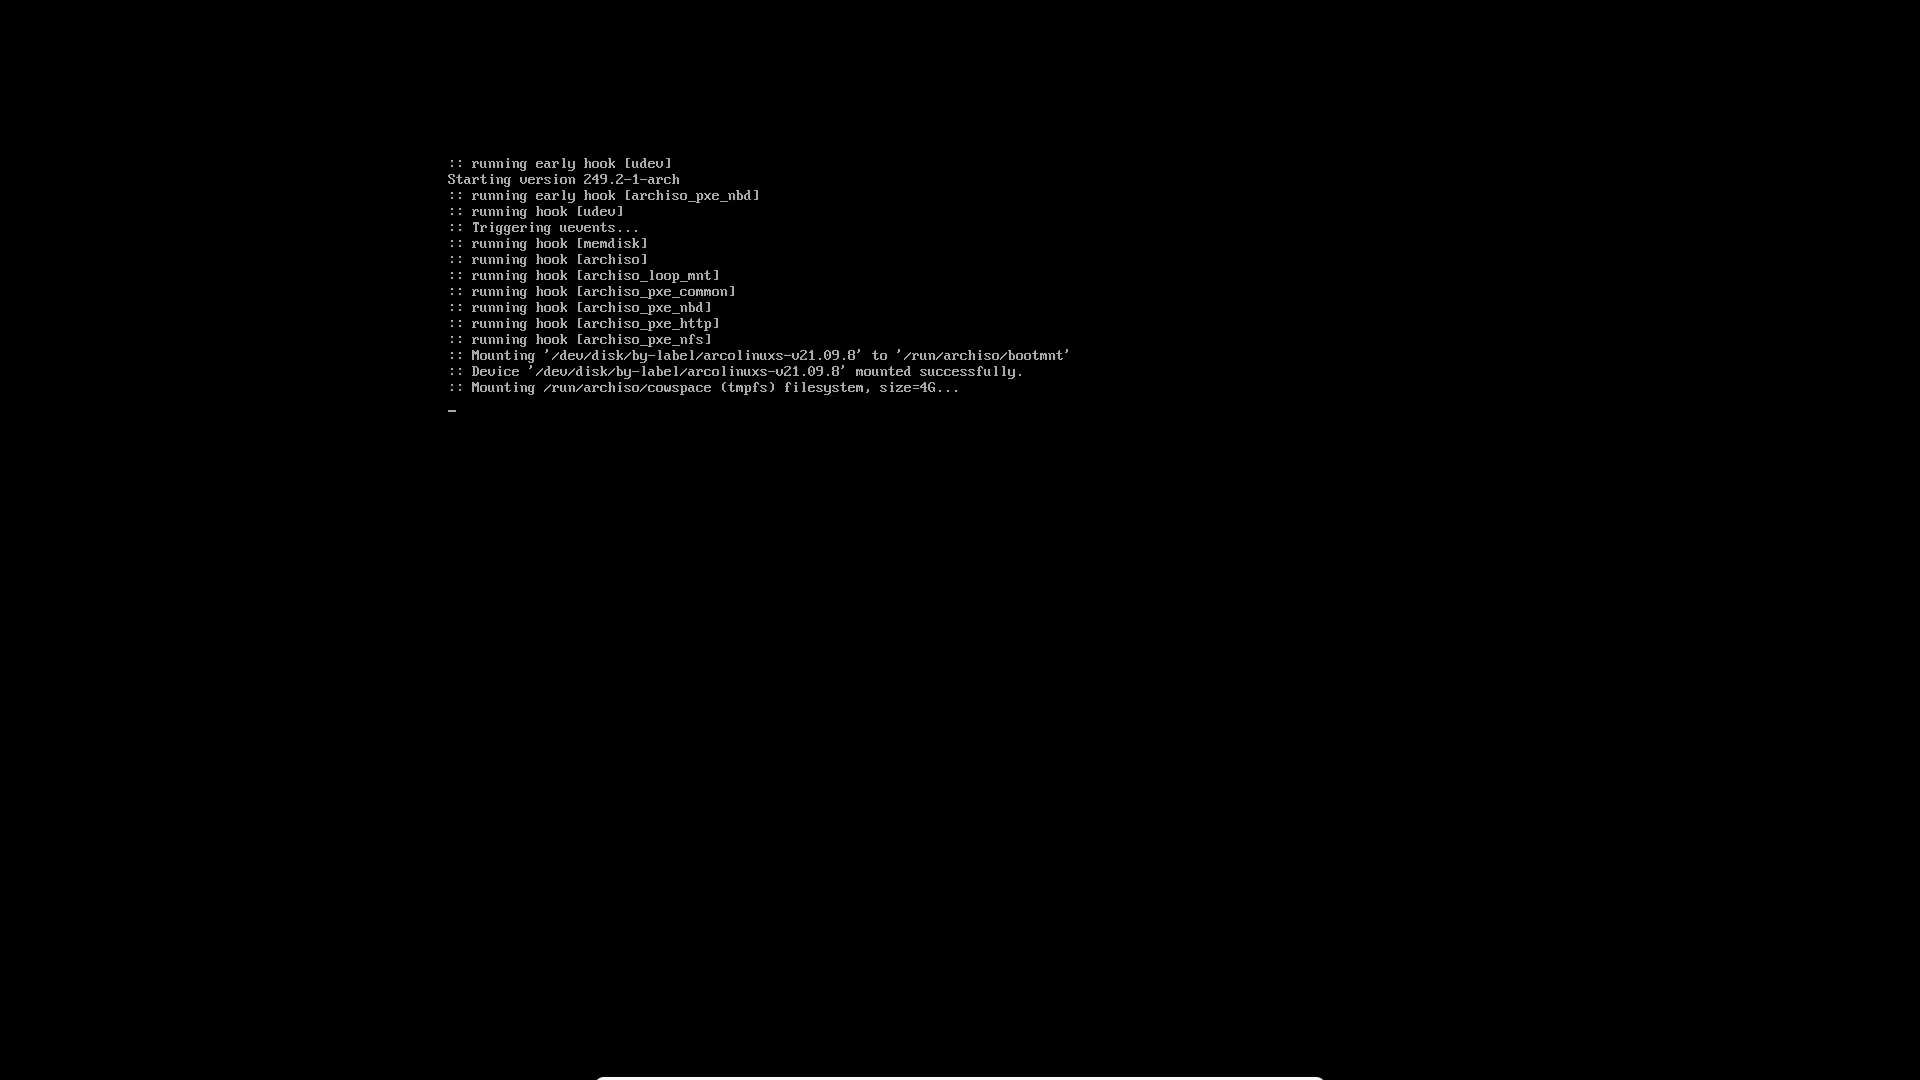 :: running early hook [udev]
Starting version 249.2-1-arch
:: running early hook [archiso_pxe_nbd]
:: running hook [udev]
:: Triggering uevents...
:: running hook [memdisk]
:: running hook [archiso]
:: running hook [archiso_loop_mnt]
:: running hook [archiso_pxe_common]
:: running hook [archiso_pxe_nbd]
:: running hook [archiso_pxe_http]
:: running hook [archiso_pxe_nfs]
:: Mounting '/dev/disk/by-label/arcolinuxs-v21.09.8' to '/run/archiso/bootmnt'
:: Device '/dev/disk/by-label/arcolinuxs-v21.09.8' mounted successfully.
:: Mounting /run/archiso/cowspace (tmpfs) filesystem, size=4G...
_